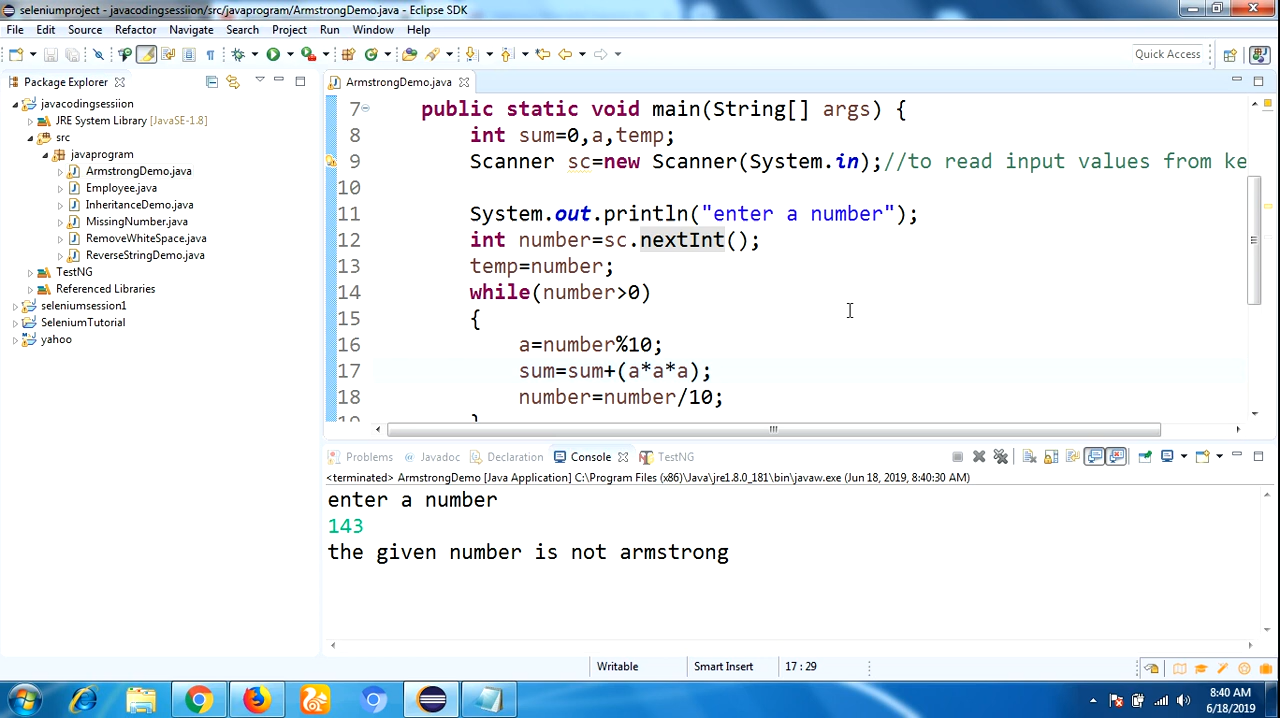 seleniumproject - javacodingsessiion/src/javaprogram/ArmstrongDemo.java - Eclipse SDK
File Edit Source Refactor Navigate Search Project Run Window Help
Quick Access
Package Explorer
javacodingsessiion
JRE System Library [JavaSE-1.8]
src
javaprogram
ArmstrongDemo.java
Employee.java
InheritanceDemo.java
MissingNumber.java
RemoveWhiteSpace.java
ReverseStringDemo.java
TestNG
Referenced Libraries
seleniumsession1
SeleniumTutorial
yahoo
ArmstrongDemo.java
7 public static void main(String[] args) {
8 int sum=0,a,temp;
9 Scanner sc=new Scanner(System.in);//to read input values from ke
10
11 System.out.println("enter a number");
12 int number=sc.nextInt();
13 temp=number;
14 while(number>0)
15 {
16 a=number%10;
17 sum=sum+(a*a*a);
18 number=number/10;
19 }
Problems Javadoc Declaration Console TestNG
<terminated> ArmstrongDemo [Java Application] C:\Program Files (x86)\Java\jre1.8.0_181\bin\javaw.exe (Jun 18, 2019, 8:40:30 AM)
enter a number
143
the given number is not armstrong
Writable Smart Insert 17 : 29
8:40 AM
6/18/2019